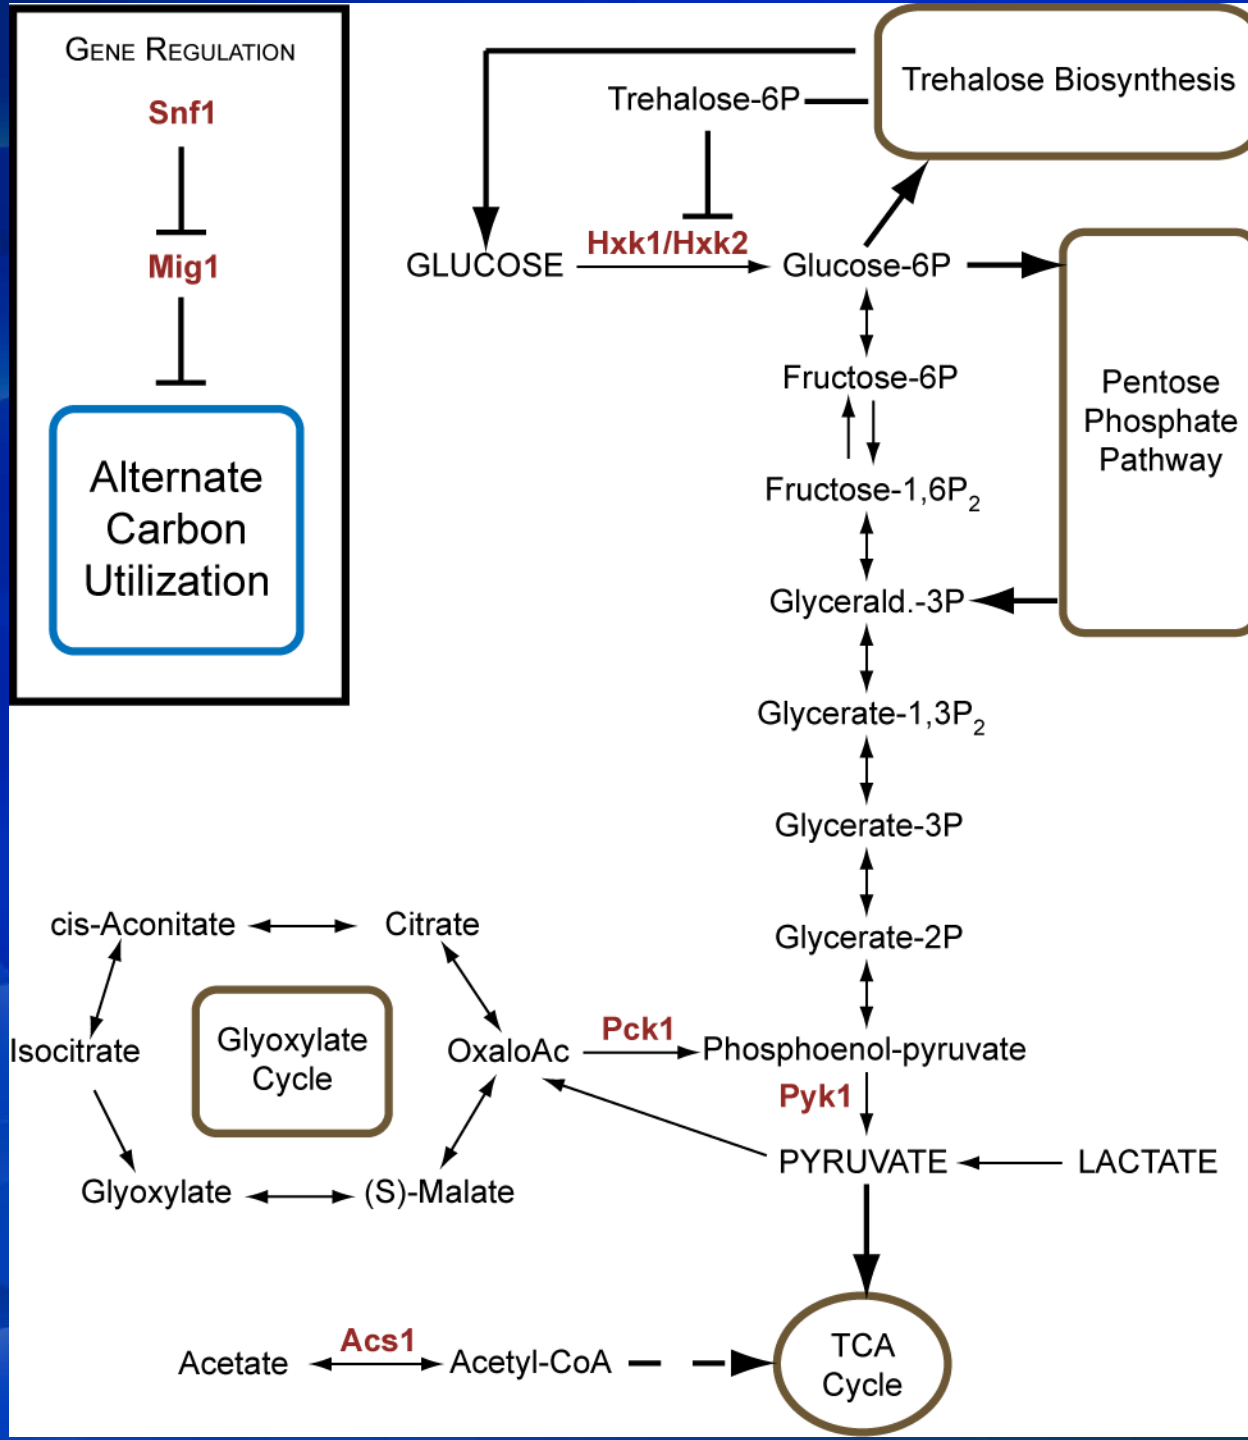 GENE REGULATION
Snf1
Mig1
Alternate
Carbon
Utilization
Trehalose Biosynthesis
Trehalose-6P
Hxk1/Hxk2
GLUCOSE
Glucose-6P
Fructose-6P
Pentose
Phosphate
Pathway
Fructose-1,6P2
Glycerald.-3P
Glycerate-1,3P2
Glycerate-3P
Glycerate-2P
cis-Aconitate
Citrate
Isocitrate
Glyoxylate
Cycle
OxaloAc
Pck1
Phosphoenol-pyruvate
Pyk1
PYRUVATE
LACTATE
Glyoxylate
(S)-Malate
Acetate
Acs1
Acetyl-CoA
TCA
Cycle